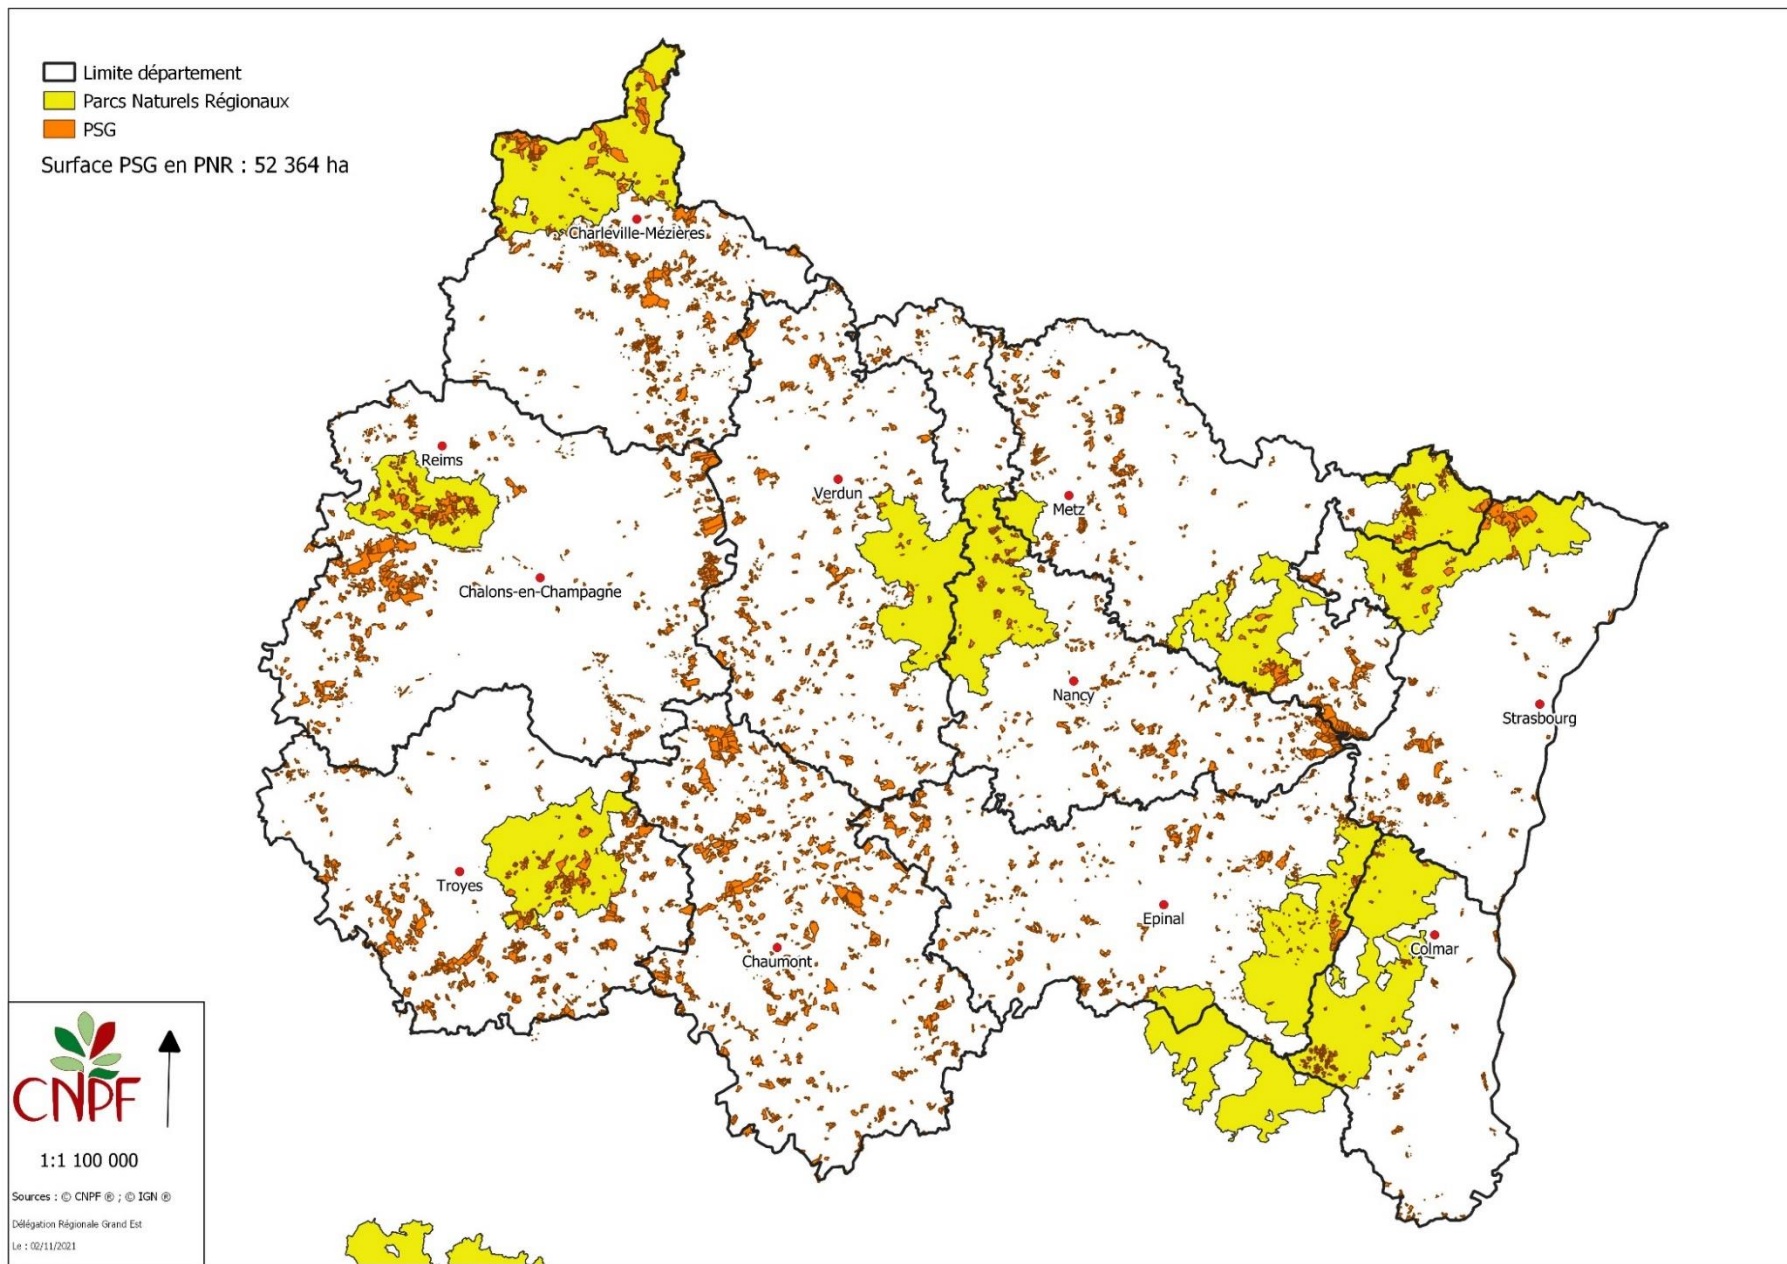 Limite département
Parcs Naturels Régionaux
PSG
Surface PSG en PNR : 52 364 ha
Charleville-Mézières
Reims
Verdun
Metz
Chalons-en-Champagne
Nancy
Strasbourg
Troyes
Epinal
Colmar
Chaumont
CNPF
1:1 100 000
Sources : © CNPF ® ; © IGN ®
Délégation Régionale Grand Est
Le : 02/11/2021